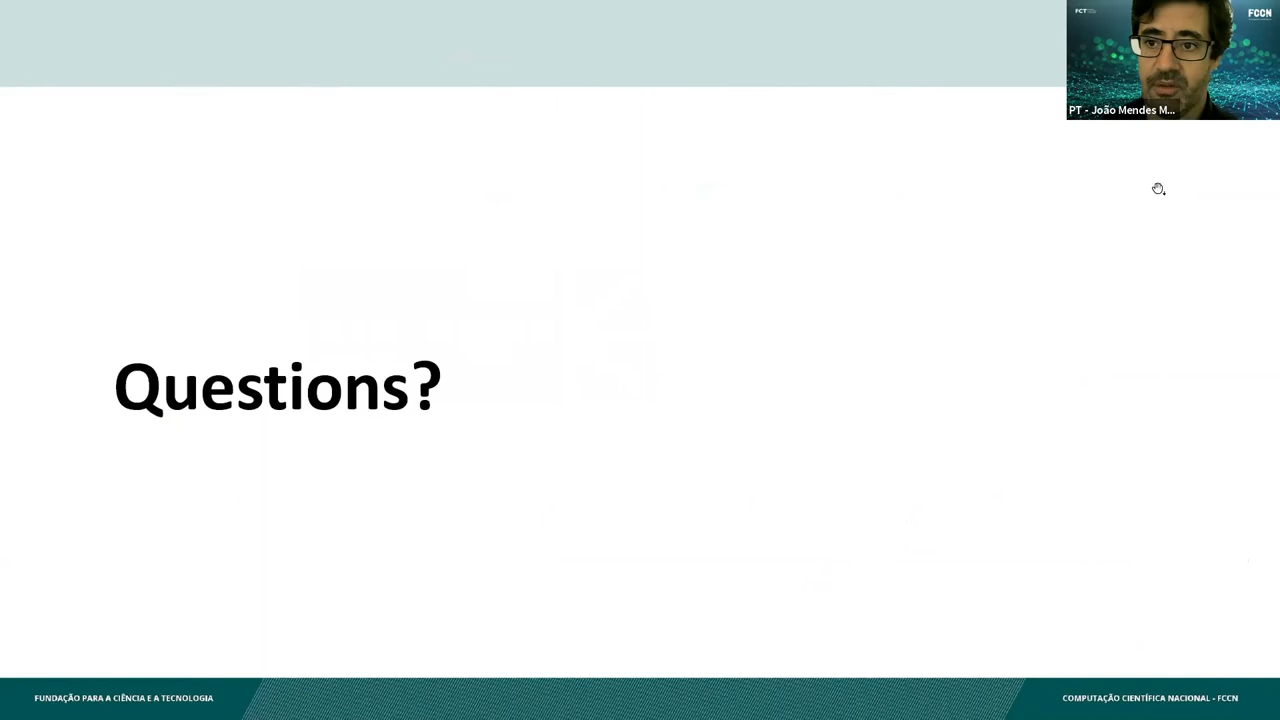 FCT
FCCN
PT - João Mendes M...
Questions?
FUNDAÇÃO PARA A CIÊNCIA E A TECNOLOGIA
COMPUTAÇÃO CIENTÍFICA NACIONAL - FCCN